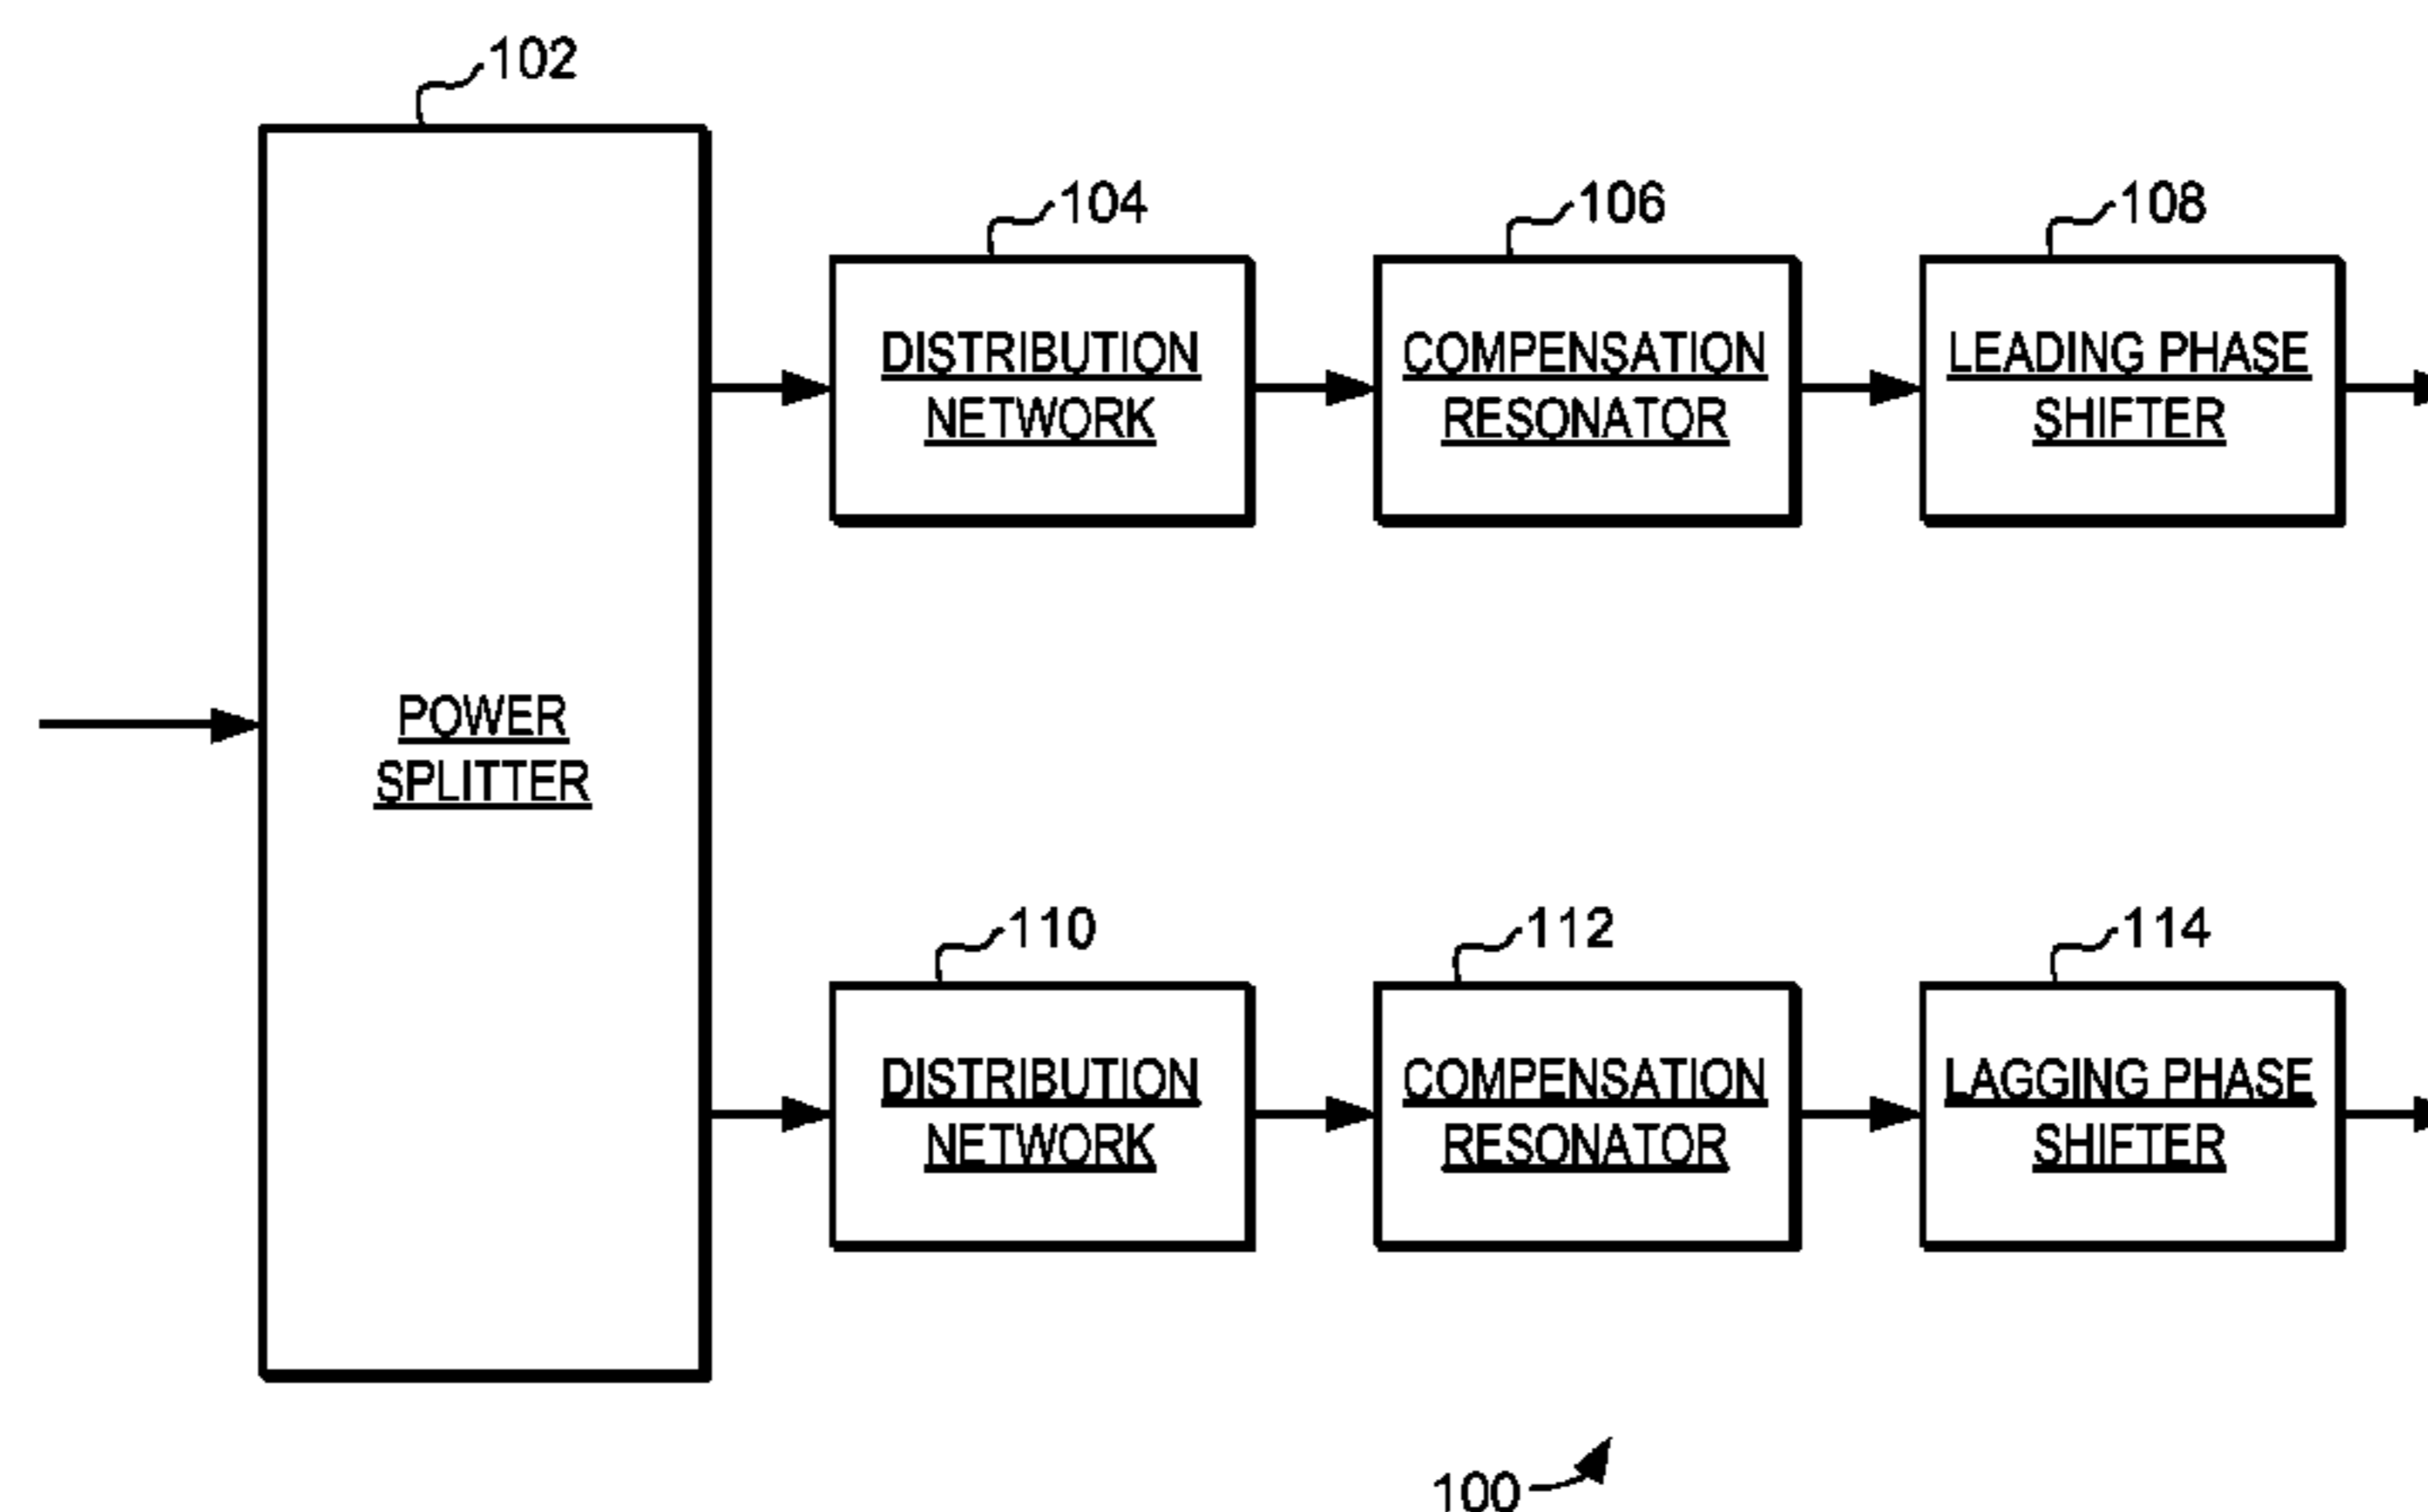 102
104
106
108
DISTRIBUTION
NETWORK
COMPENSATION
RESONATOR
LEADING PHASE
SHIFTER
POWER
SPLITTER
110
112
114
DISTRIBUTION
NETWORK
COMPENSATION
RESONATOR
LAGGING PHASE
SHIFTER
100